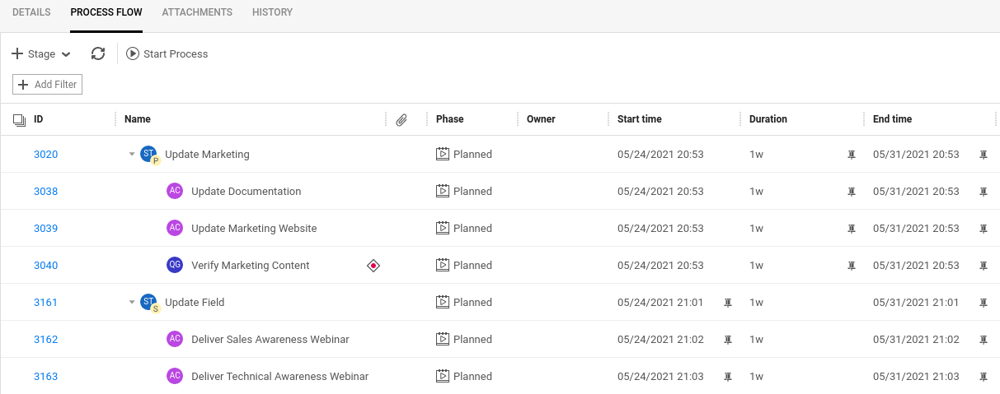 DETAILS PROCESS FLOW ATTACHMENTS HISTORY
Stage Start Process
Add Filter
ID Name Phase Owner Start time Duration End time
3020 ST P Update Marketing Planned 05/24/2021 20:53 1w 05/31/2021 20:53
3038 AC Update Documentation Planned 05/24/2021 20:53 1w 05/31/2021 20:53
3039 AC Update Marketing Website Planned 05/24/2021 20:53 1w 05/31/2021 20:53
3040 QG Verify Marketing Content Planned 05/24/2021 20:53 1w 05/31/2021 20:53
3161 ST S Update Field Planned 05/24/2021 21:01 1w 05/31/2021 21:01
3162 AC Deliver Sales Awareness Webinar Planned 05/24/2021 21:02 1w 05/31/2021 21:02
3163 AC Deliver Technical Awareness Webinar Planned 05/24/2021 21:03 1w 05/31/2021 21:03